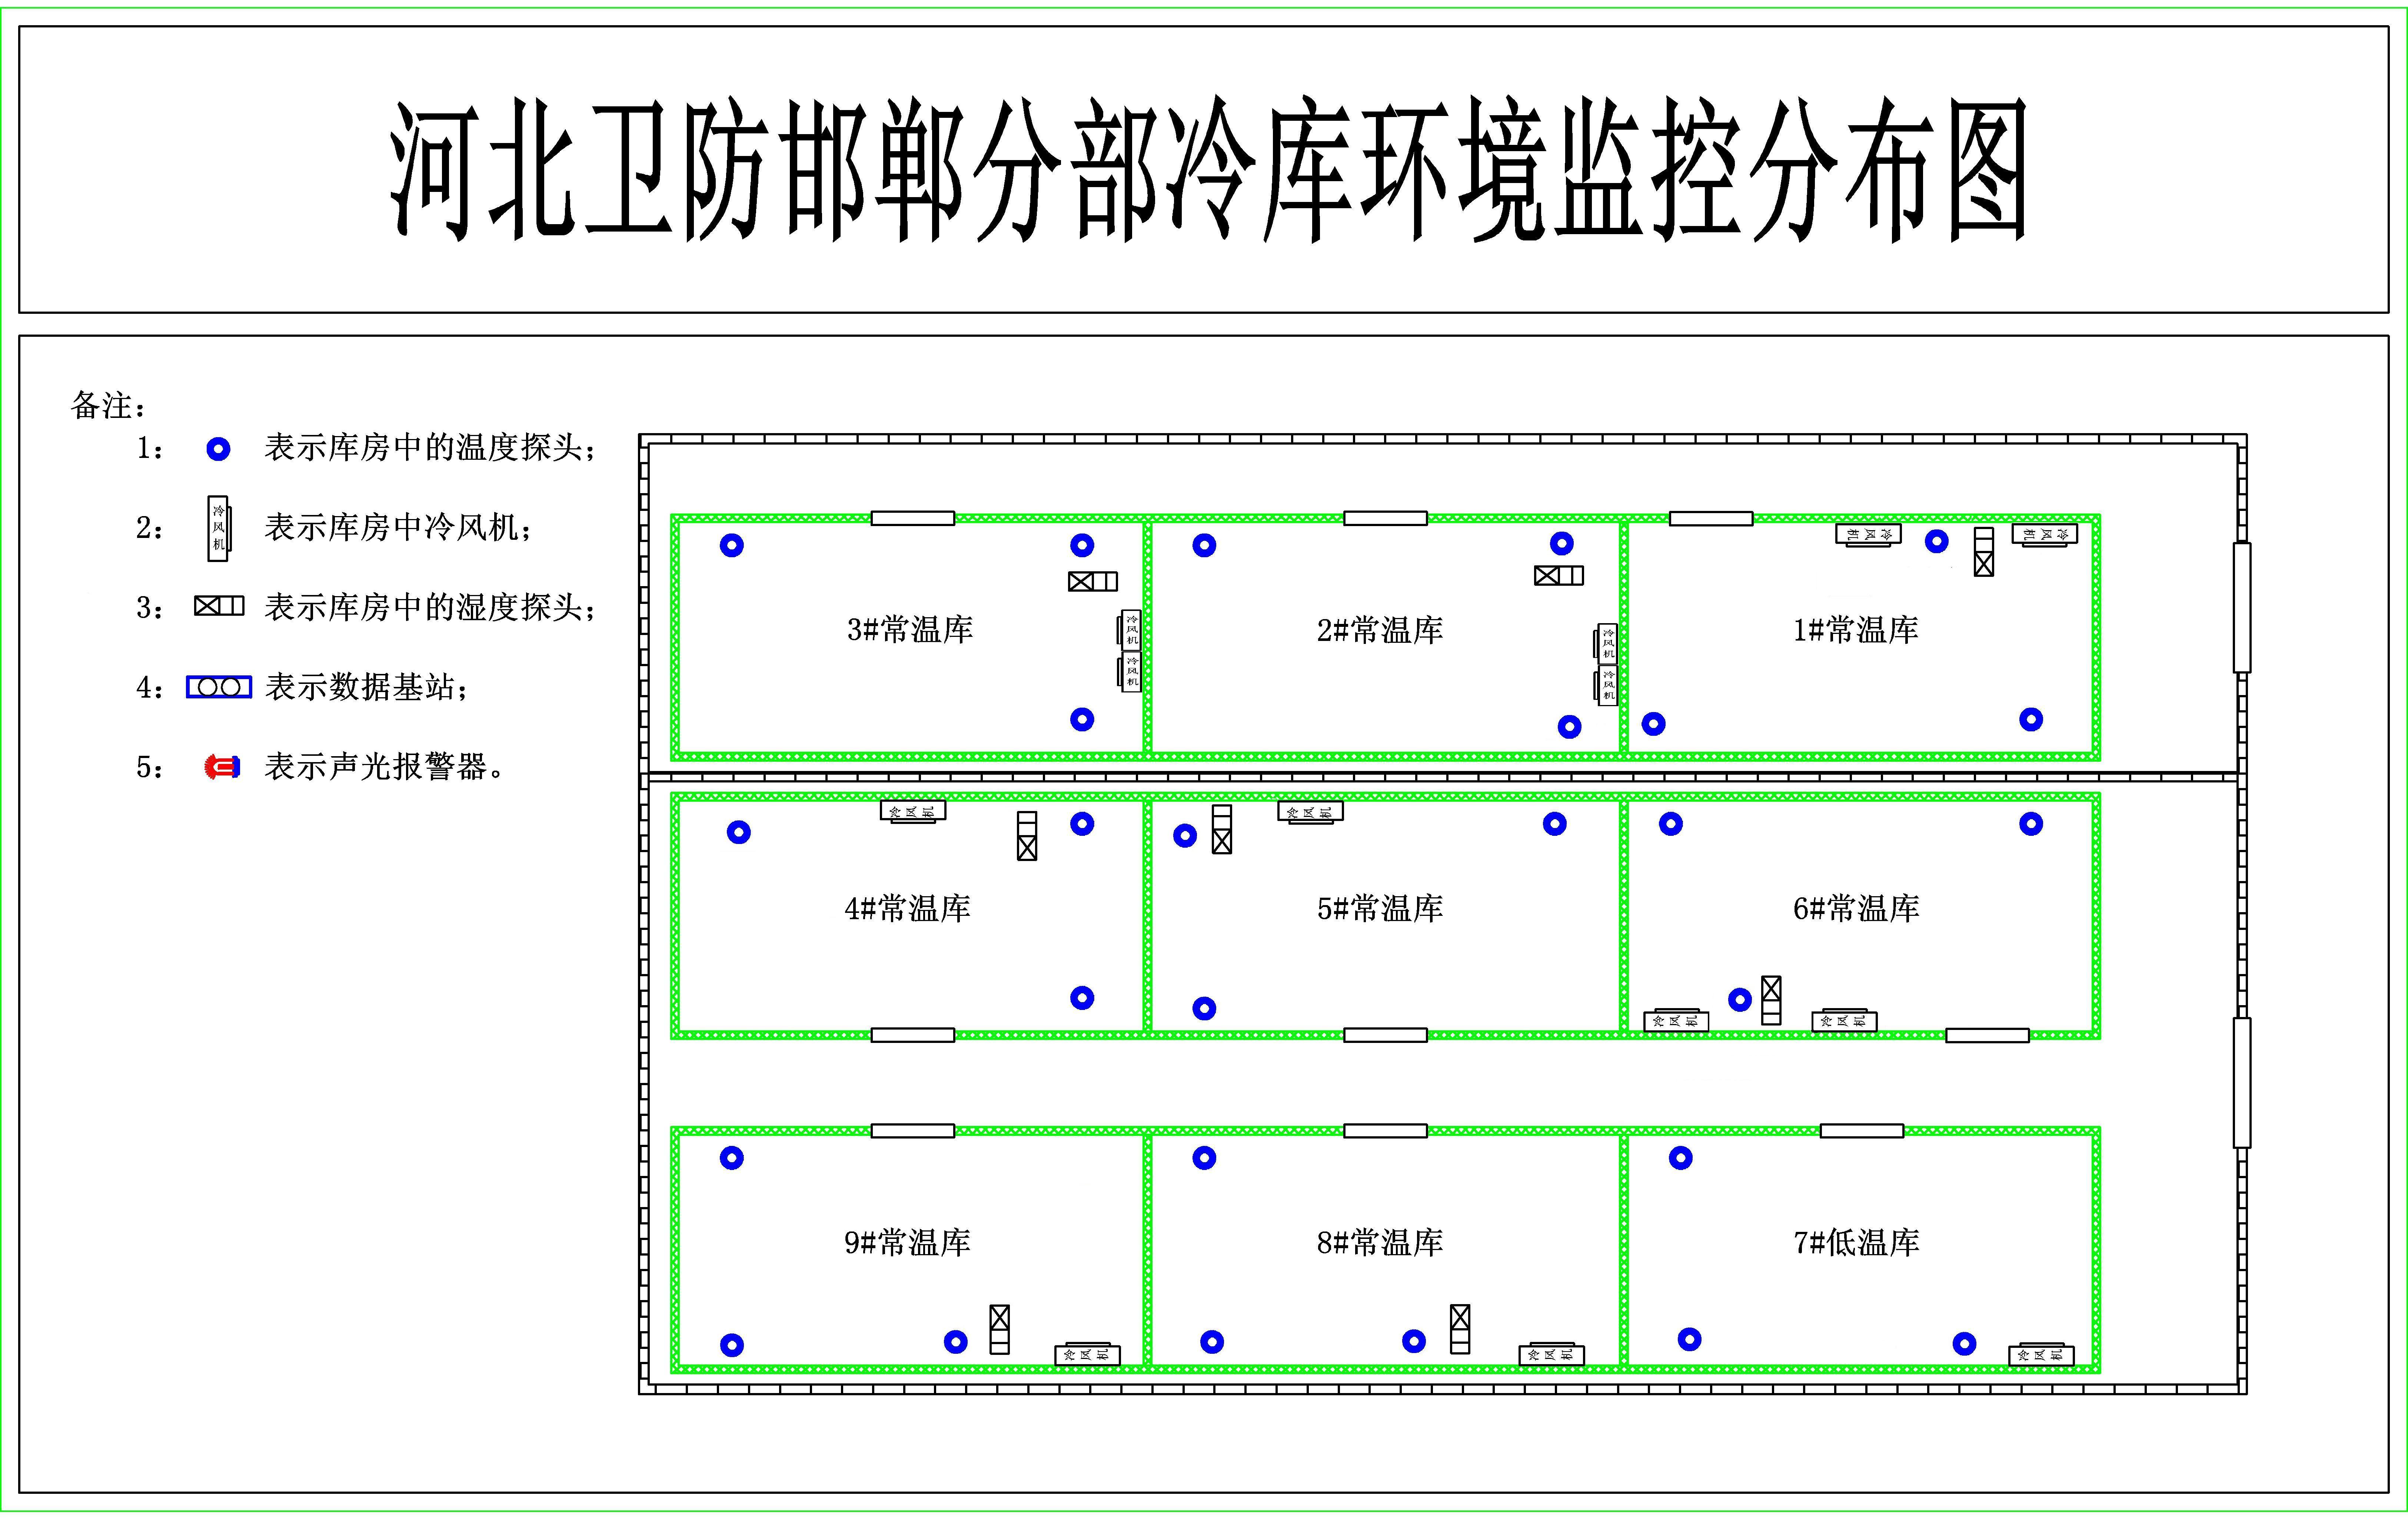 河北卫防邯郸分部冷库环境监控分布图
备注：
1： 表示库房中的温度探头；
2： 冷风机 表示库房中冷风机；
3： 表示库房中的湿度探头；
4： 表示数据基站；
5： 表示声光报警器。
冷风机 冷风机
3#常温库 2#常温库 1#常温库
冷风机 冷风机
冷风机 冷风机
冷风机 冷风机
4#常温库 5#常温库 6#常温库
冷风机 冷风机
9#常温库 8#常温库 7#低温库
冷风机 冷风机 冷风机